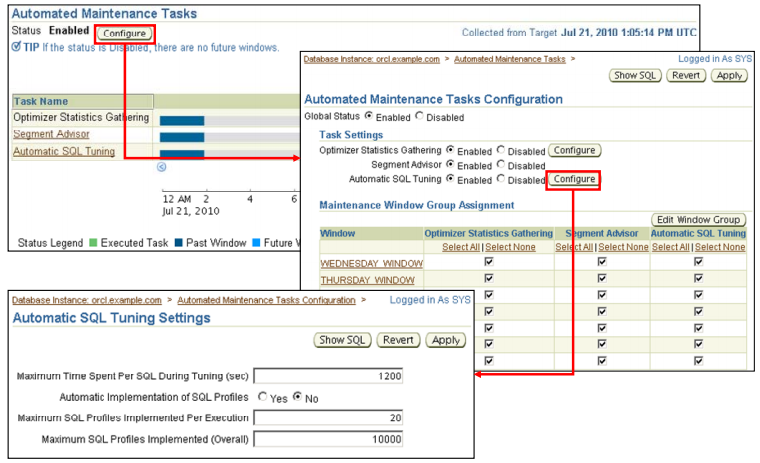 Automated Maintenance Tasks
Status Enabled Configure
Collected from Target Jul 21, 2010 1:05:14 PM UTC
TIP If the status is Disabled, there are no future windows.
Task Name
Optimizer Statistics Gathering
Segment Advisor
Automatic SQL Tuning
12 AM 2 4 6
Jul 21, 2010
Status Legend Executed Task Past Window Future
Database Instance: orcl.example.com > Automated Maintenance Tasks > Logged in As SYS
Show SQL Revert Apply
Automated Maintenance Tasks Configuration
Global Status Enabled Disabled
Task Settings
Optimizer Statistics Gathering Enabled Disabled Configure
Segment Advisor Enabled Disabled
Automatic SQL Tuning Enabled Disabled Configure
Maintenance Window Group Assignment
Edit Window Group
Window Optimizer Statistics Gathering Segment Advisor Automatic SQL Tuning
Select All | Select None Select All | Select None Select All | Select None
WEDNESDAY_WINDOW
THURSDAY_WINDOW
Database Instance: orcl.example.com > Automated Maintenance Tasks Configuration > Logged in As SYS
Automatic SQL Tuning Settings
Show SQL Revert Apply
Maximum Time Spent Per SQL During Tuning (sec) 1200
Automatic Implementation of SQL Profiles Yes No
Maximum SQL Profiles Implemented Per Execution 20
Maximum SQL Profiles Implemented (Overall) 10000